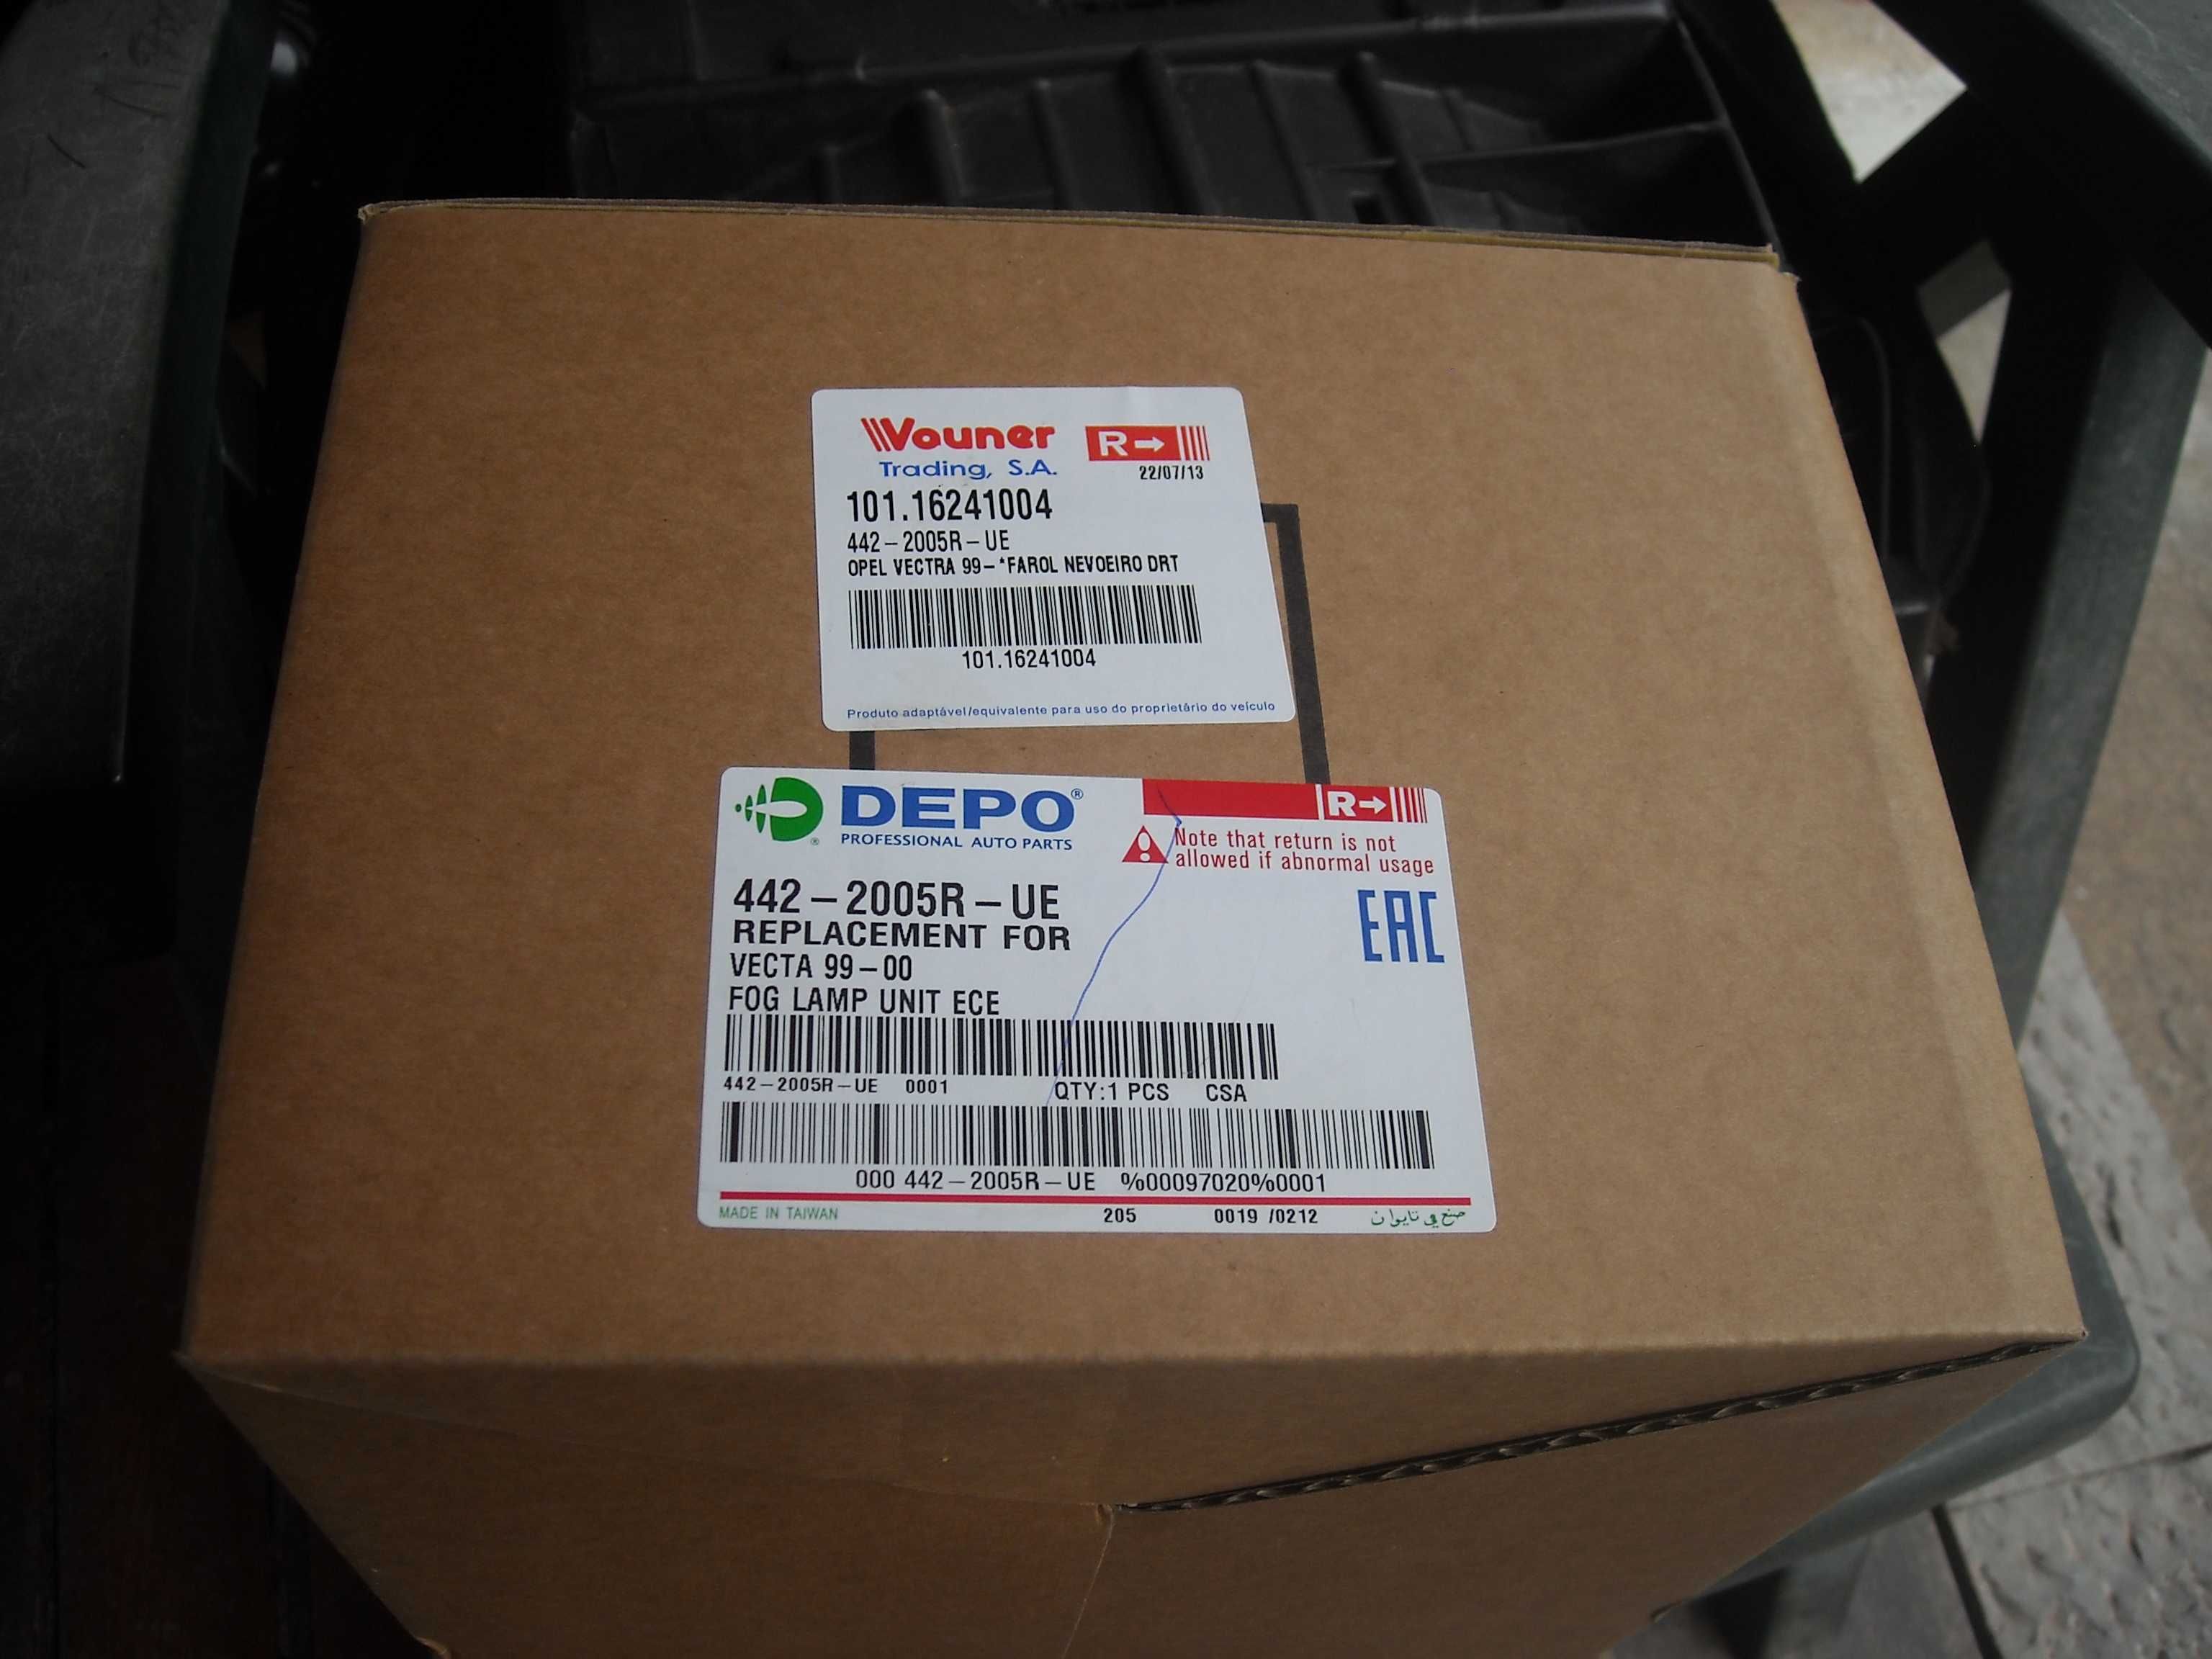 Vouner R
Trading, S.A. 22/07/13
101.16241004
442-2005R-UE
OPEL VECTRA 99-*FAROL NEVOEIRO DRT
101.16241004
Produto adaptável/equivalente para uso do proprietário do veículo
DEPO® R
PROFESSIONAL AUTO PARTS
Note that return is not
allowed if abnormal usage
442-2005R-UE
EAC
REPLACEMENT FOR
VECTA 99-00
FOG LAMP UNIT ECE
442-2005R-UE 0001 QTY:1 PCS CSA
000 442-2005R-UE %00097020%0001
MADE IN TAIWAN 205 0019 /0212 صنع في تايوان